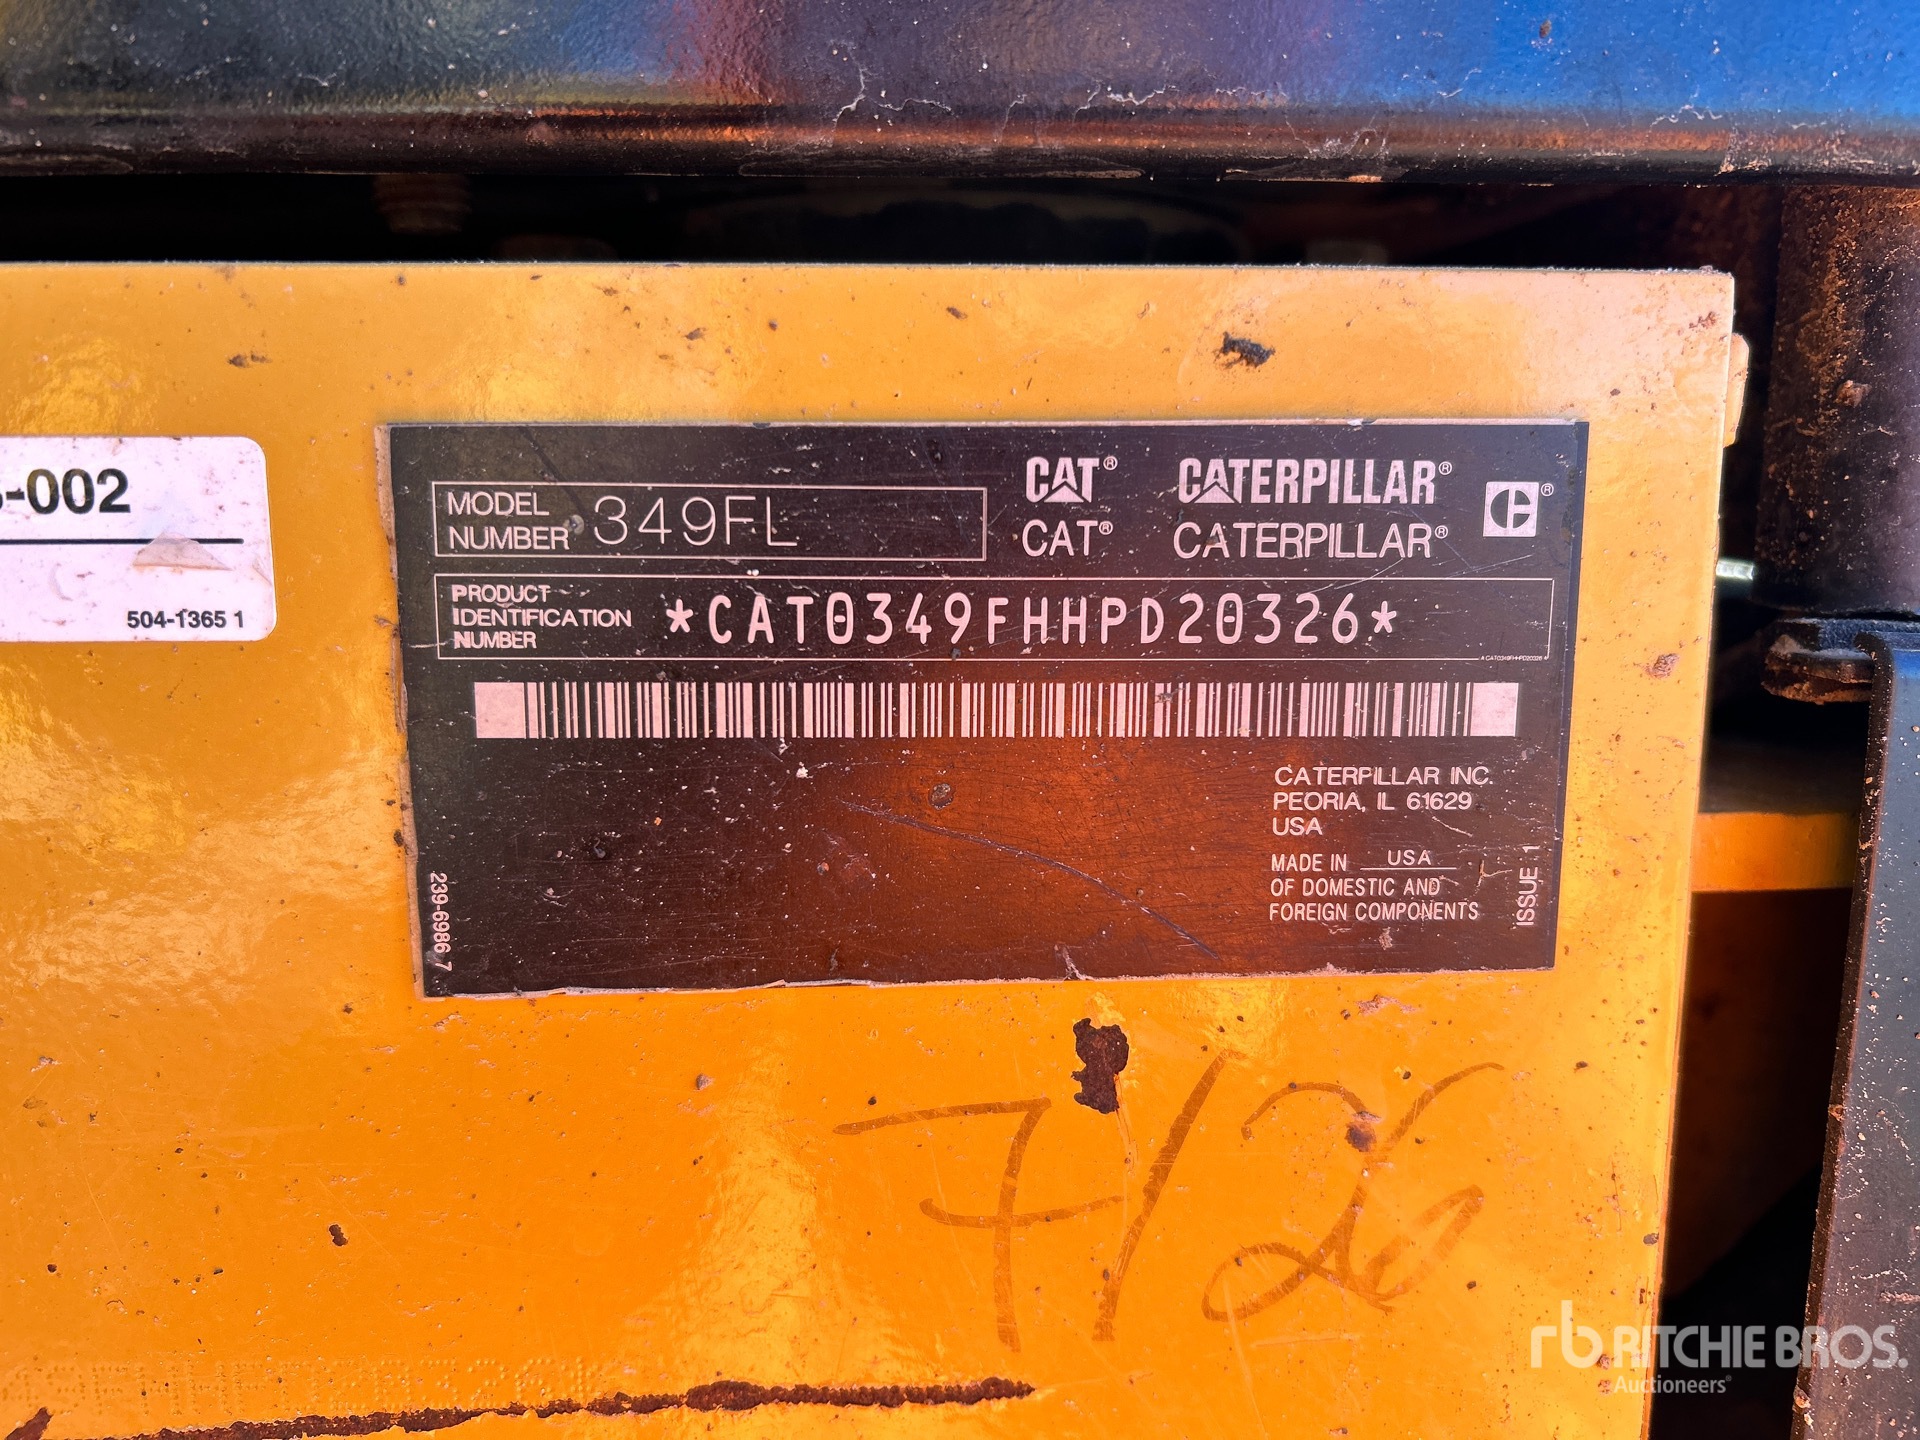 -002
504-1365 1
MODEL NUMBER 349FL
CAT® CATERPILLAR®
CAT® CATERPILLAR®
PRODUCT IDENTIFICATION NUMBER *CAT0349FHHPD20326*
CATERPILLAR INC.
PEORIA, IL 61629
USA
MADE IN USA
OF DOMESTIC AND
FOREIGN COMPONENTS
ISSUE 1
239-6986 7
rb RITCHIE BROS.
Auctioneers®